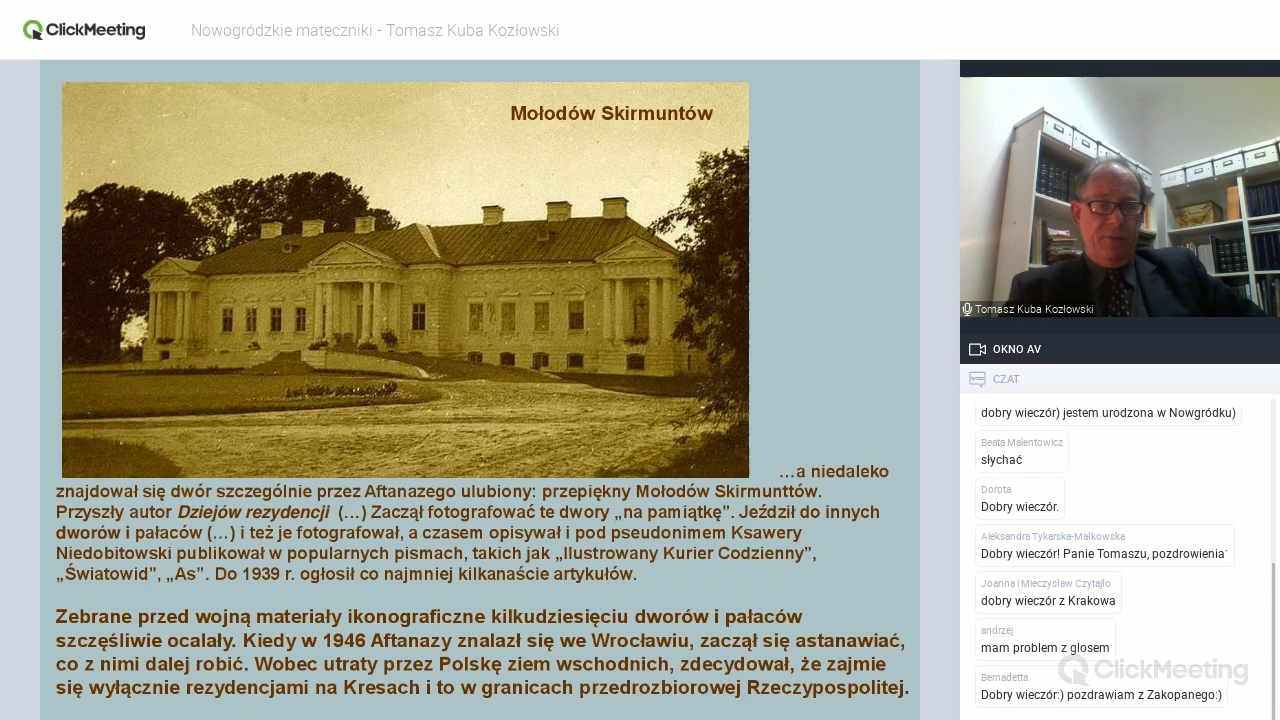 ClickMeeting
Nowogródzkie mateczniki - Tomasz Kuba Kozłowski
Mołodów Skirmuntów
…a niedaleko
znajdował się dwór szczególnie przez Aftanazego ulubiony: przepiękny Mołodów Skirmunttów.
Przyszły autor Dziejów rezydencji (…) Zaczął fotografować te dwory „na pamiątkę”. Jeździł do innych
dworów i pałaców (…) i też je fotografował, a czasem opisywał i pod pseudonimem Ksawery
Niedobitowski publikował w popularnych pismach, takich jak „Ilustrowany Kurier Codzienny”,
„Światowid”, „As”. Do 1939 r. ogłosił co najmniej kilkanaście artykułów.
Zebrane przed wojną materiały ikonograficzne kilkudziesięciu dworów i pałaców
szczęśliwie ocalały. Kiedy w 1946 Aftanazy znalazł się we Wrocławiu, zaczął się astanawiać,
co z nimi dalej robić. Wobec utraty przez Polskę ziem wschodnich, zdecydował, że zajmie
się wyłącznie rezydencjami na Kresach i to w granicach przedrozbiorowej Rzeczypospolitej.
Tomasz Kuba Kozłowski
OKNO AV
CZAT
dobry wieczór) jestem urodzona w Nowgródku)
Beata Malentowicz
słychać
Dorota
Dobry wieczór.
Aleksandra Tykarska-Małkowska
Dobry wieczór! Panie Tomaszu, pozdrowienia
Joanna i Mieczysław Czytajło
dobry wieczór z Krakowa
andrzej
mam problem z głosem
ClickMeeting
Bernadetta
Dobry wieczór:) pozdrawiam z Zakopanego:)